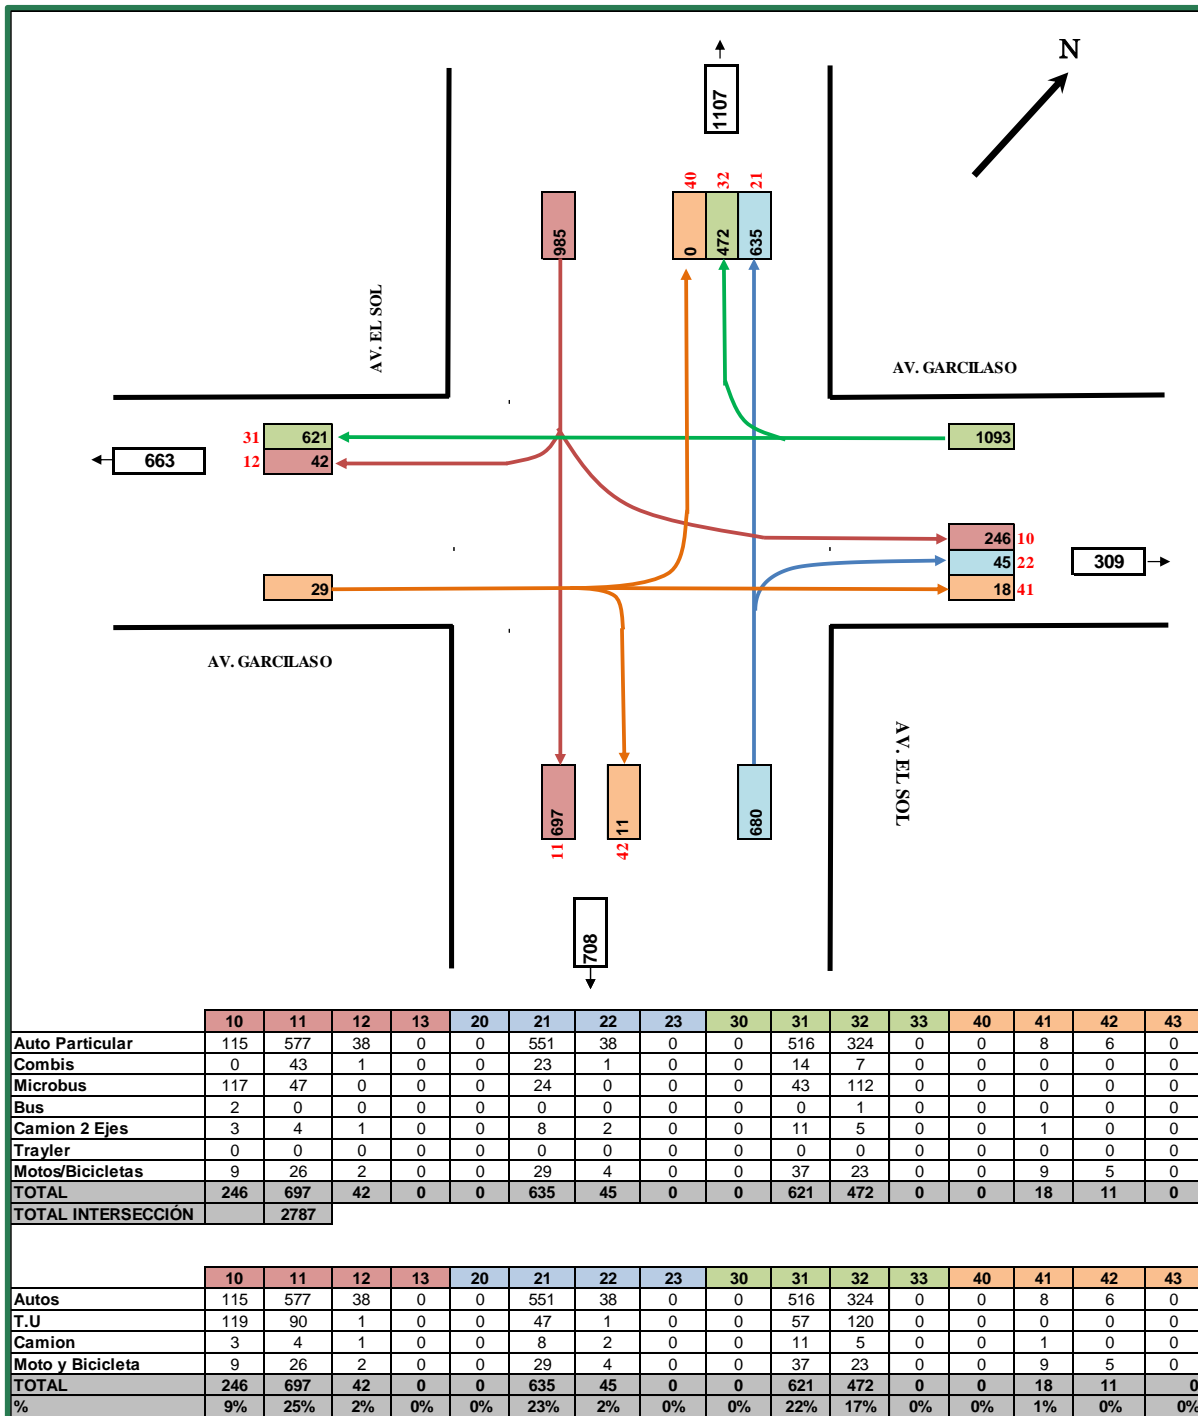 N
1107
40 32 21
985 0 472 635
AV. EL SOL
AV. GARCILASO
31 621 1093
663 12 42
246 10
45 22 309
29 18 41
AV. GARCILASO
AV. EL SOL
697 11 680
11 42
708
10 11 12 13 20 21 22 23 30 31 32 33 40 41 42 43
Auto Particular 115 577 38 0 0 551 38 0 0 516 324 0 0 8 6 0
Combis 0 43 1 0 0 23 1 0 0 14 7 0 0 0 0 0
Microbus 117 47 0 0 0 24 0 0 0 43 112 0 0 0 0 0
Bus 2 0 0 0 0 0 0 0 0 0 1 0 0 0 0 0
Camion 2 Ejes 3 4 1 0 0 8 2 0 0 11 5 0 0 1 0 0
Trayler 0 0 0 0 0 0 0 0 0 0 0 0 0 0 0 0
Motos/Bicicletas 9 26 2 0 0 29 4 0 0 37 23 0 0 9 5 0
TOTAL 246 697 42 0 0 635 45 0 0 621 472 0 0 18 11 0
TOTAL INTERSECCIÓN 2787
10 11 12 13 20 21 22 23 30 31 32 33 40 41 42 43
Autos 115 577 38 0 0 551 38 0 0 516 324 0 0 8 6 0
T.U 119 90 1 0 0 47 1 0 0 57 120 0 0 0 0 0
Camion 3 4 1 0 0 8 2 0 0 11 5 0 0 1 0 0
Moto y Bicicleta 9 26 2 0 0 29 4 0 0 37 23 0 0 9 5 0
TOTAL 246 697 42 0 0 635 45 0 0 621 472 0 0 18 11 0
% 9% 25% 2% 0% 0% 23% 2% 0% 0% 22% 17% 0% 0% 1% 0% 0%